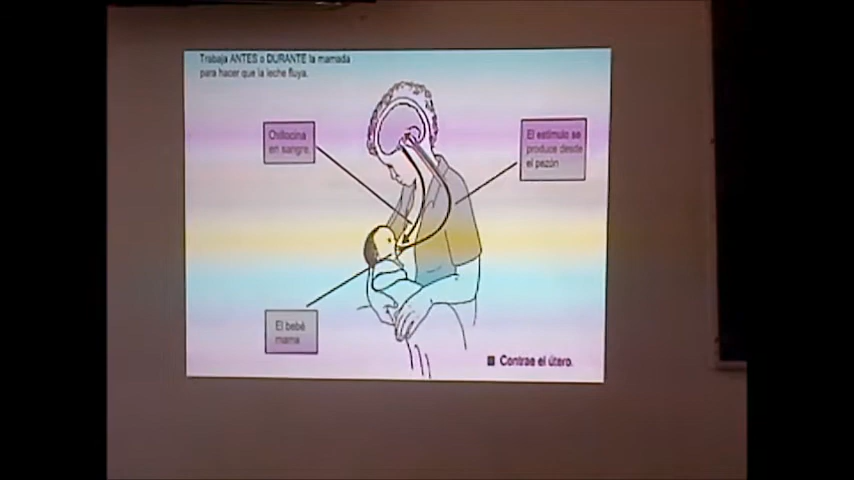 Trabaja ANTES o DURANTE la mamada
para hacer que la leche fluya.
Oxitocina
en sangre
El estímulo se
produce desde
el pezón
El bebé
mama
Contrae el útero.